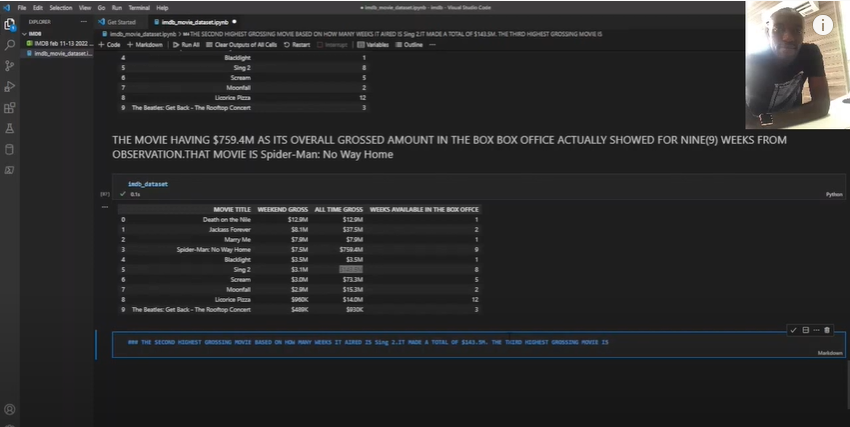 File Edit Selection View Go Run Terminal Help
imdb_movie_dataset.ipynb - imdb - Visual Studio Code
EXPLORER ...
Get Started
imdb_movie_dataset.ipynb
IMDB
IMDB feb 11-13 2022 ...
imdb_movie_dataset.i...
imdb_movie_dataset.ipynb > THE SECOND HIGHEST GROSSING MOVIE BASED ON HOW MANY WEEKS IT AIRED IS Sing 2.IT MADE A TOTAL OF $143.5M. THE THIRD HIGHEST GROSSING MOVIE IS
+ Code + Markdown Run All Clear Outputs of All Cells Restart Interrupt Variables Outline ...
4 Blacklight 1
5 Sing 2 8
6 Scream 5
7 Moonfall 2
8 Licorice Pizza 12
9 The Beatles: Get Back - The Rooftop Concert 3
THE MOVIE HAVING $759.4M AS ITS OVERALL GROSSED AMOUNT IN THE BOX BOX OFFICE ACTUALLY SHOWED FOR NINE(9) WEEKS FROM
OBSERVATION.THAT MOVIE IS Spider-Man: No Way Home
imdb_dataset
0.1s
Python
MOVIE TITLE WEEKEND GROSS ALL TIME GROSS WEEKS AVAILABLE IN THE BOX OFFCE
0 Death on the Nile $12.9M $12.9M 1
1 Jackass Forever $8.1M $37.5M 2
2 Marry Me $7.9M $7.9M 1
3 Spider-Man: No Way Home $7.5M $759.4M 9
4 Blacklight $3.5M $3.5M 1
5 Sing 2 $3.1M 8
6 Scream $3.0M $73.3M 5
7 Moonfall $2.9M $15.3M 2
8 Licorice Pizza $960K $14.0M 12
9 The Beatles: Get Back - The Rooftop Concert $489K $930K 3
### THE SECOND HIGHEST GROSSING MOVIE BASED ON HOW MANY WEEKS IT AIRED IS Sing 2.IT MADE A TOTAL OF $143.5M. THE THIRD HIGHEST GROSSING MOVIE IS
Markdown